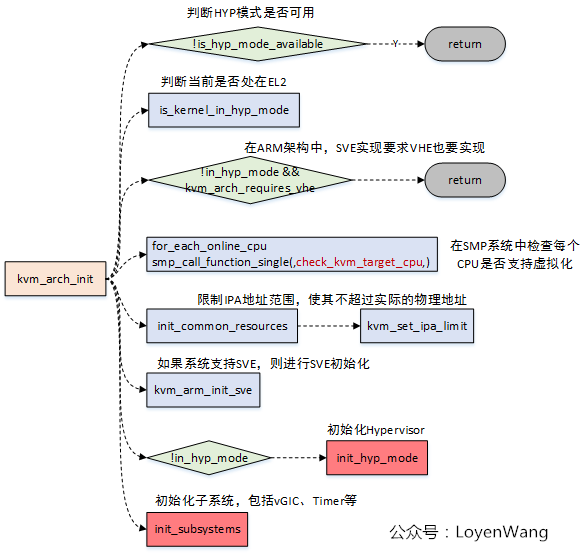 判断HYP模式是否可用
!is_hyp_mode_available
Y
return
判断当前是否处在EL2
is_kernel_in_hyp_mode
在ARM架构中，SVE实现要求VHE也要实现
!in_hyp_mode &&
kvm_arch_requires_vhe
return
for_each_online_cpu
smp_call_function_single(,check_kvm_target_cpu,)
在SMP系统中检查每个
CPU是否支持虚拟化
kvm_arch_init
限制IPA地址范围，使其不超过实际的物理地址
init_common_resources
kvm_set_ipa_limit
如果系统支持SVE，则进行SVE初始化
kvm_arm_init_sve
初始化Hypervisor
!in_hyp_mode
init_hyp_mode
初始化子系统，包括vGIC、Timer等
init_subsystems
公众号：LoyenWang